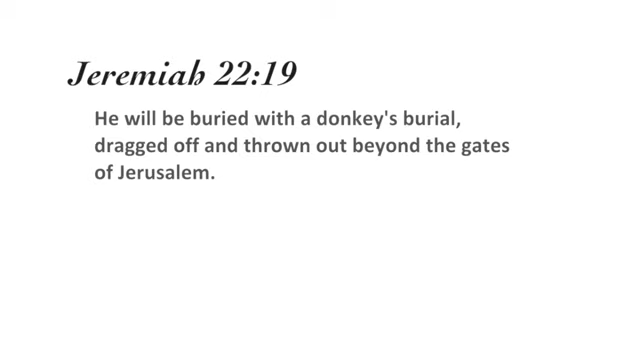 Jeremiah 22:19
He will be buried with a donkey's burial,
dragged off and thrown out beyond the gates
of Jerusalem.